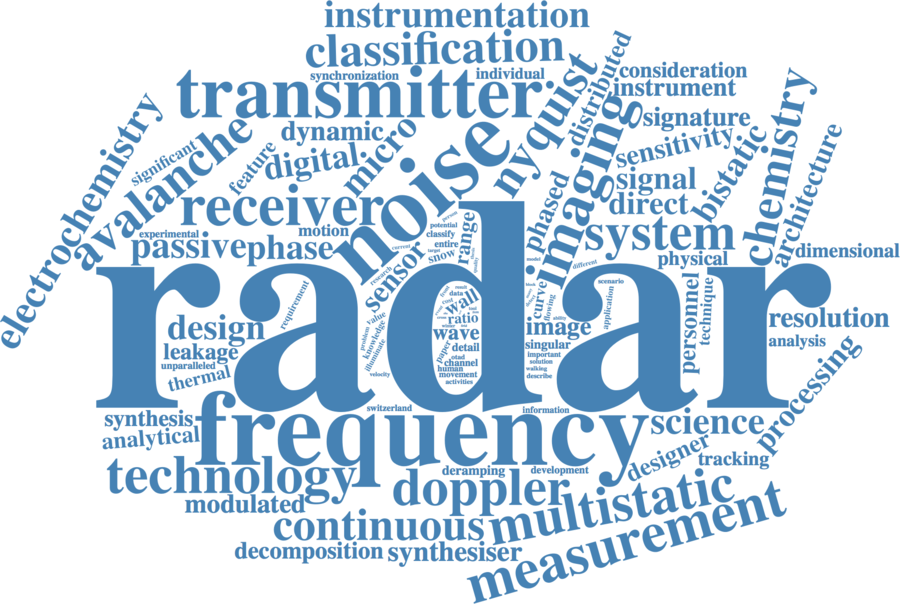 instrumentation
classification
synchronization
individual
transmitter
distributed
consideration
instrument
nyquist
signature
electrochemistry
significant
avalanche
feature
dynamic
digital
micro
noise
imaging
sensitivity
bistatic
chemistry
architecture
signal
direct
phased
receiver
motion
experimental
passive
phase
system
physical
dimensional
person
potential
classify
entire
target
snow
range
current
research
sensor
model
different
radar
requirement
value
problem
knowledge
illuminate
velocity
result
data
wall
ratio
winter
wave
paper
detail
otad
channel
human
movement
activities
curve
flowing
ability
image
singular
important
solution
walking
describe
scenario
application
personnel
technique
resolution
analysis
design
leakage
unparalleled
thermal
processing
switzerland
information
synthesis
analytical
frequency
science
designer
tracking
technology
deramping
development
modulated
doppler
multistatic
continuous
measurement
decomposition
synthesiser